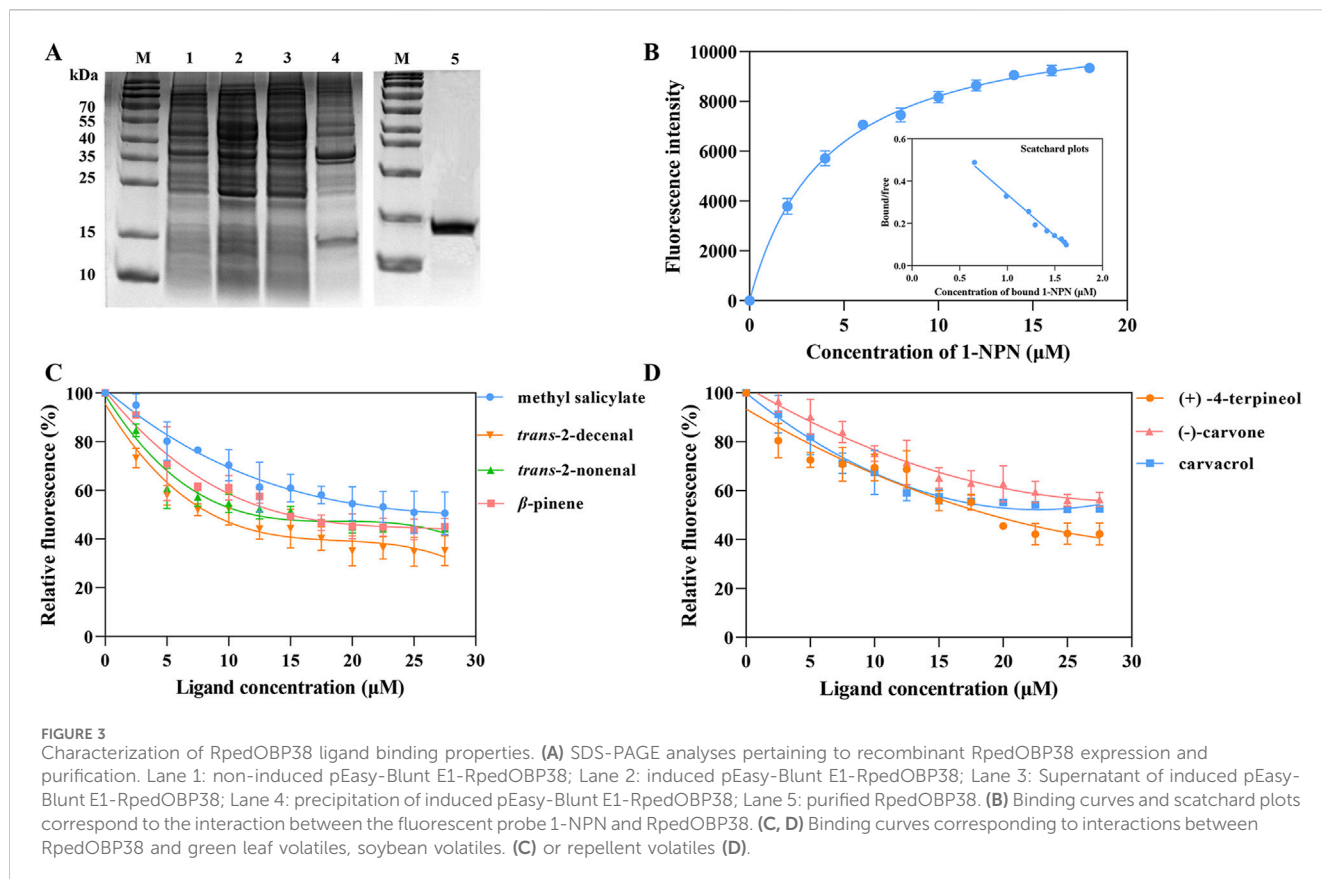 A
M 1 2 3 4 M 5
kDa
70
55
40
35
25
15
10
B
10000
8000
6000
4000
2000
0
Fluorescence intensity
0 5 10 15 20
Concentration of 1-NPN (μM)
Scatchard plots
0.6
0.4
0.2
0.0
Bound/free
0.0 0.5 1.0 1.5 2.0
Concentration of bound 1-NPN (μM)
C
100
80
60
40
20
0
Relative fluorescence (%)
0 5 10 15 20 25 30
Ligand concentration (μM)
methyl salicylate
trans-2-decenal
trans-2-nonenal
β-pinene
D
100
80
60
40
20
0
Relative fluorescence (%)
0 5 10 15 20 25 30
Ligand concentration (μM)
(+) -4-terpineol
(-)-carvone
carvacrol
FIGURE 3
Characterization of RpedOBP38 ligand binding properties. (A) SDS-PAGE analyses pertaining to recombinant RpedOBP38 expression and
purification. Lane 1: non-induced pEasy-Blunt E1-RpedOBP38; Lane 2: induced pEasy-Blunt E1-RpedOBP38; Lane 3: Supernatant of induced pEasy-
Blunt E1-RpedOBP38; Lane 4: precipitation of induced pEasy-Blunt E1-RpedOBP38; Lane 5: purified RpedOBP38. (B) Binding curves and scatchard plots
correspond to the interaction between the fluorescent probe 1-NPN and RpedOBP38. (C, D) Binding curves corresponding to interactions between
RpedOBP38 and green leaf volatiles, soybean volatiles. (C) or repellent volatiles (D).